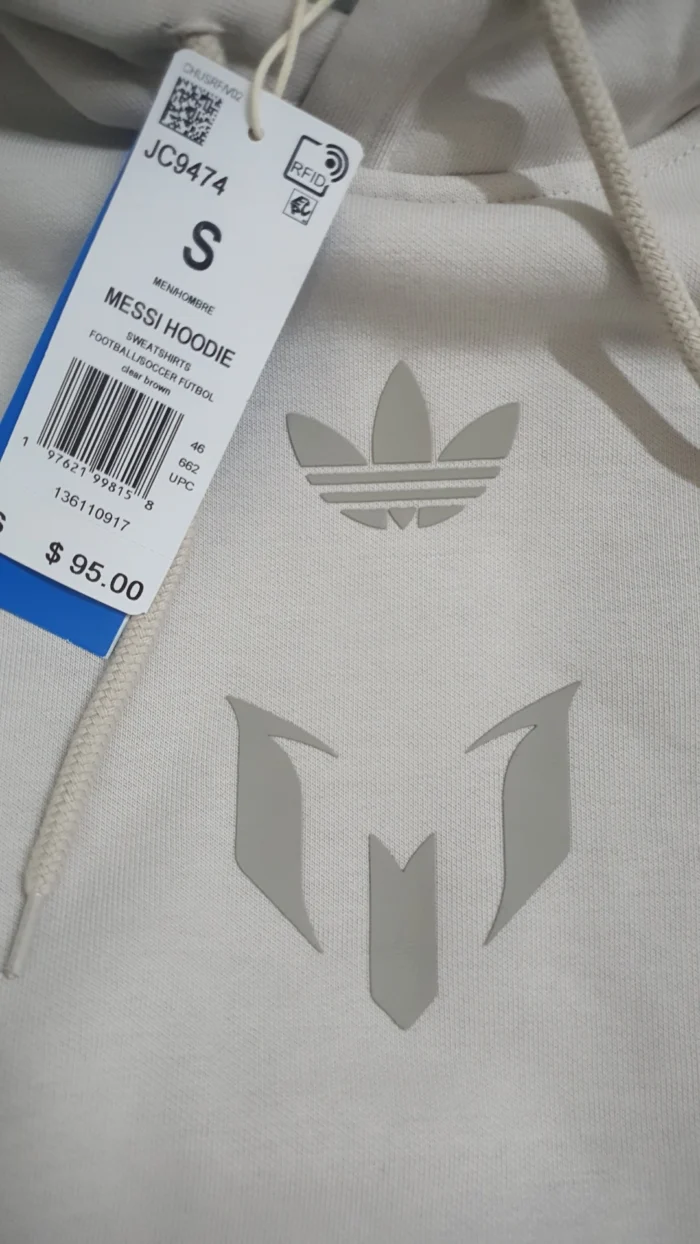 CHUSRFIV02
JC9474
RFID
S
MEN/HOMBRE
MESSI HOODIE
SWEATSHIRTS
FOOTBALL/SOCCER FUTBOL
clear brown
46
662
UPC
1 97621 99815 8
136110917
$ 95.00